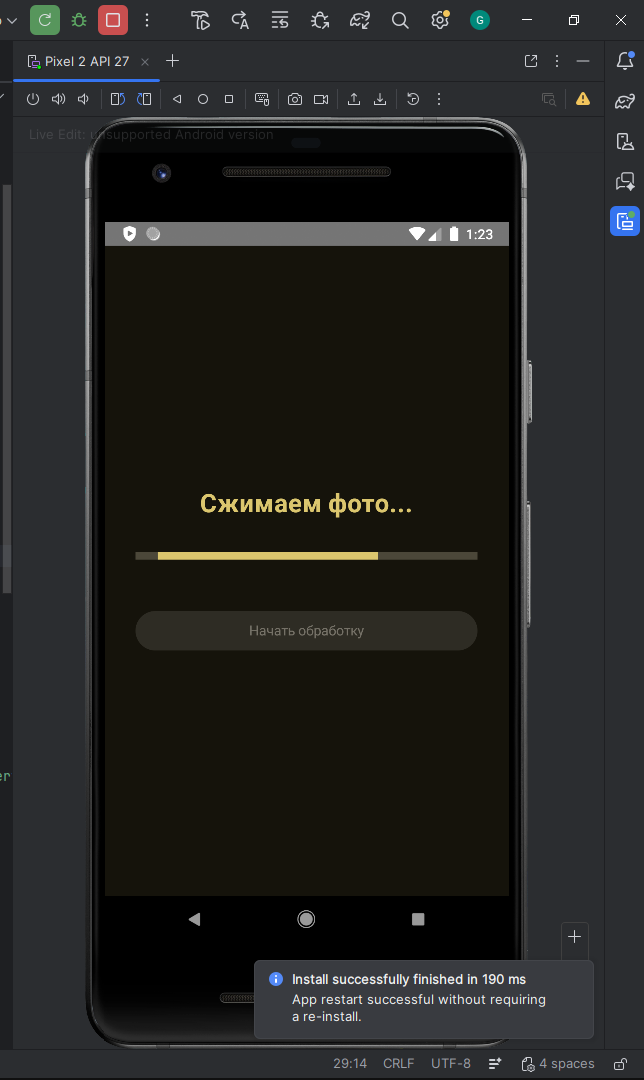 G
Pixel 2 API 27
Live Edit: unsupported Android version
1:23
Сжимаем фото...
Начать обработку
er
Install successfully finished in 190 ms
App restart successful without requiring
a re-install.
29:14 CRLF UTF-8 4 spaces